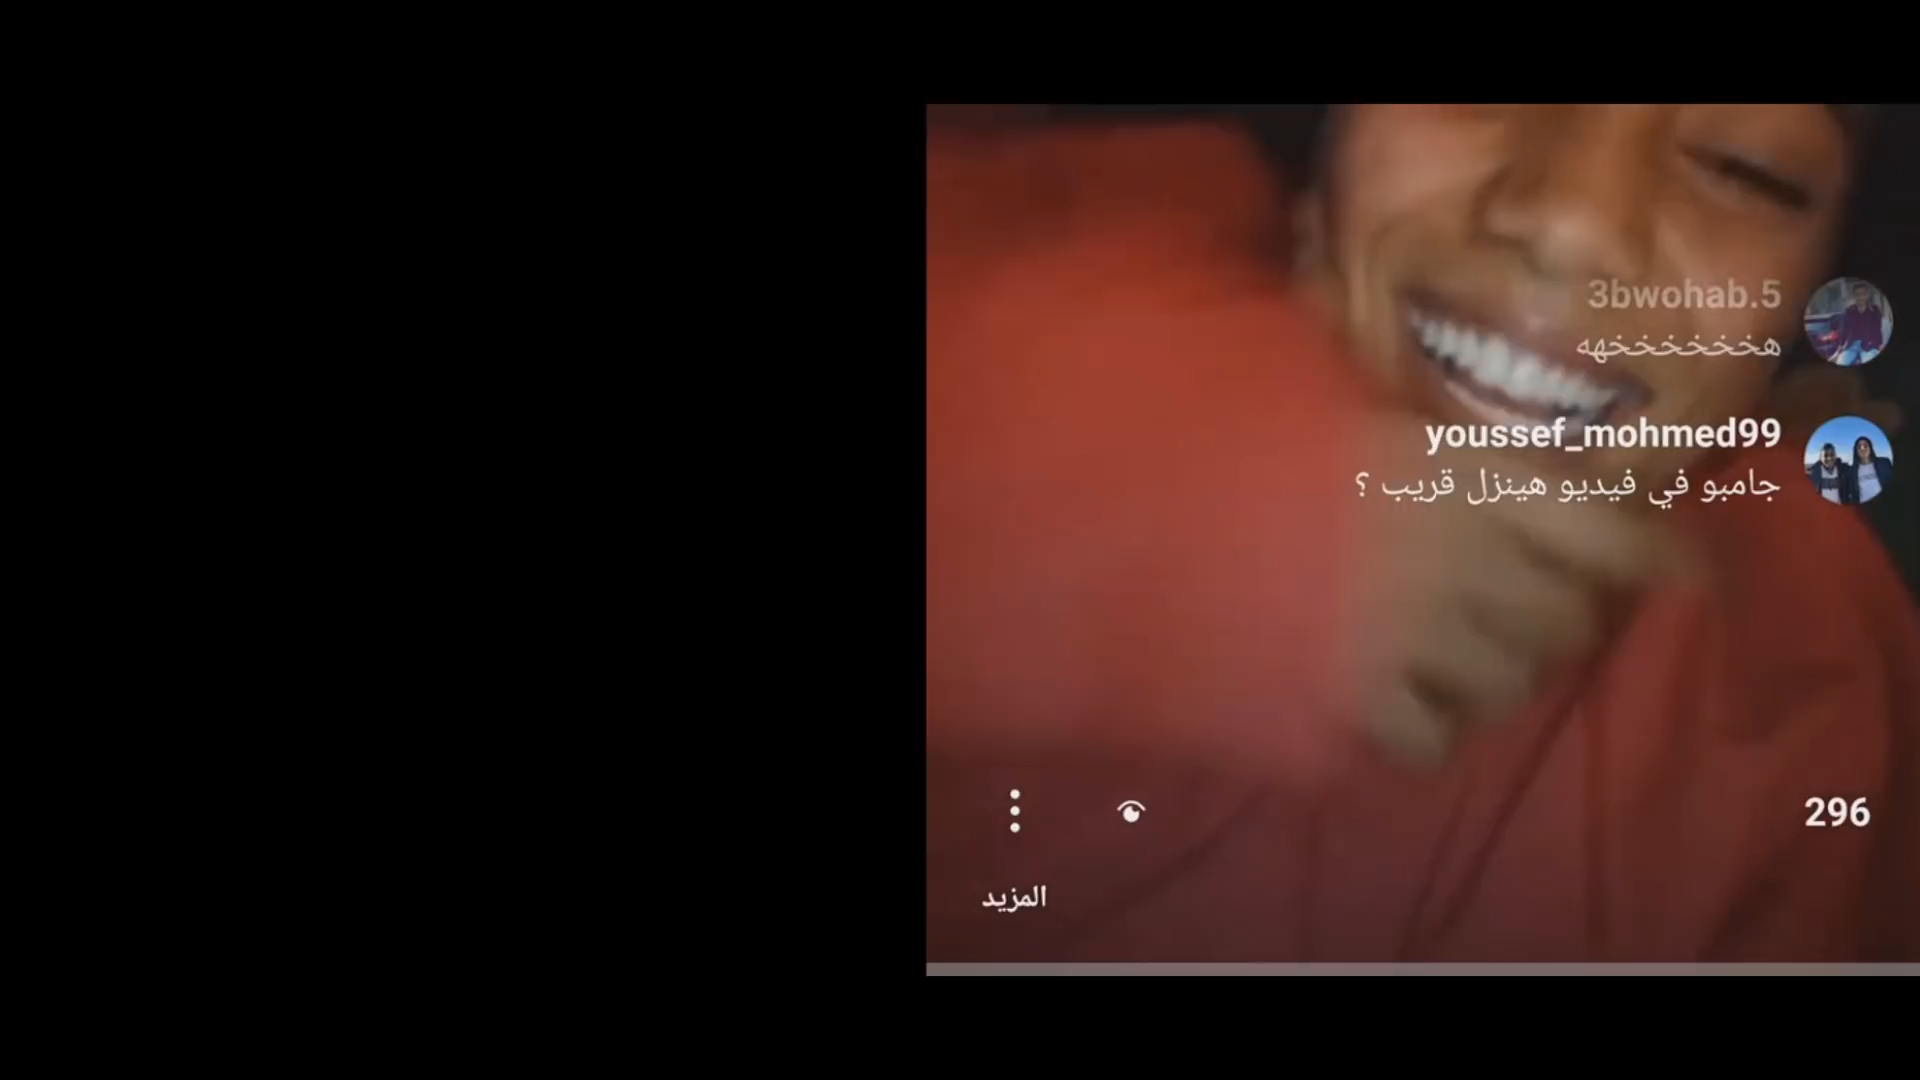 3bwohab.5
هخخخخخخهه
youssef_mohmed99
جامبو في فيديو هينزل قريب ؟
296
المزيد